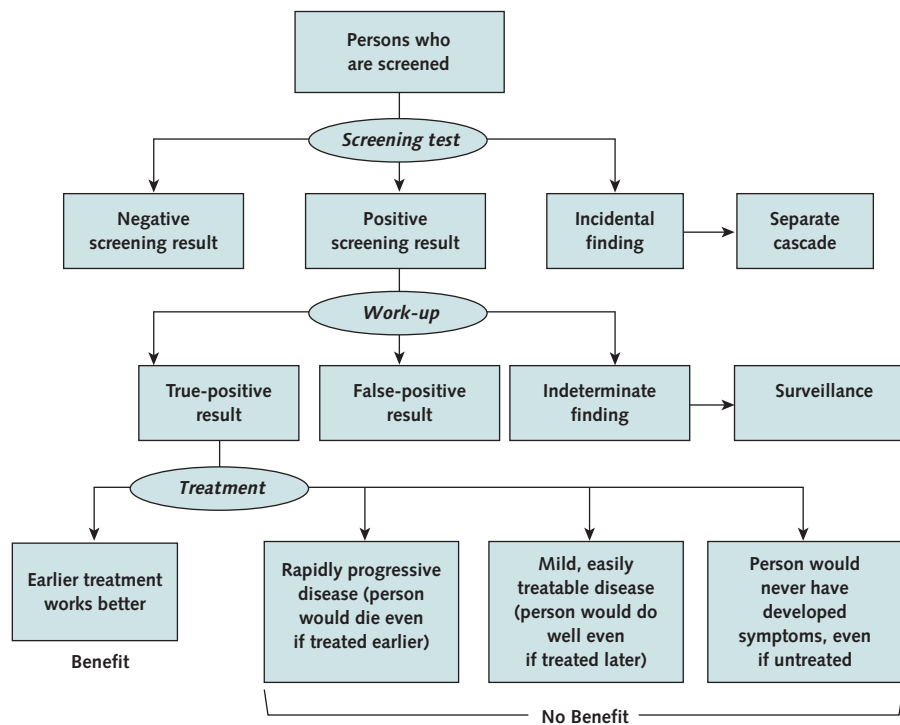 Persons who
are screened
Screening test
Negative
screening result
Positive
screening result
Incidental
finding
Separate
cascade
Work-up
True-positive
result
False-positive
result
Indeterminate
finding
Surveillance
Treatment
Earlier treatment
works better
Benefit
Rapidly progressive
disease (person
would die even
if treated earlier)
Mild, easily
treatable disease
(person would do
well even
if treated later)
Person would
never have
developed
symptoms, even
if untreated
No Benefit